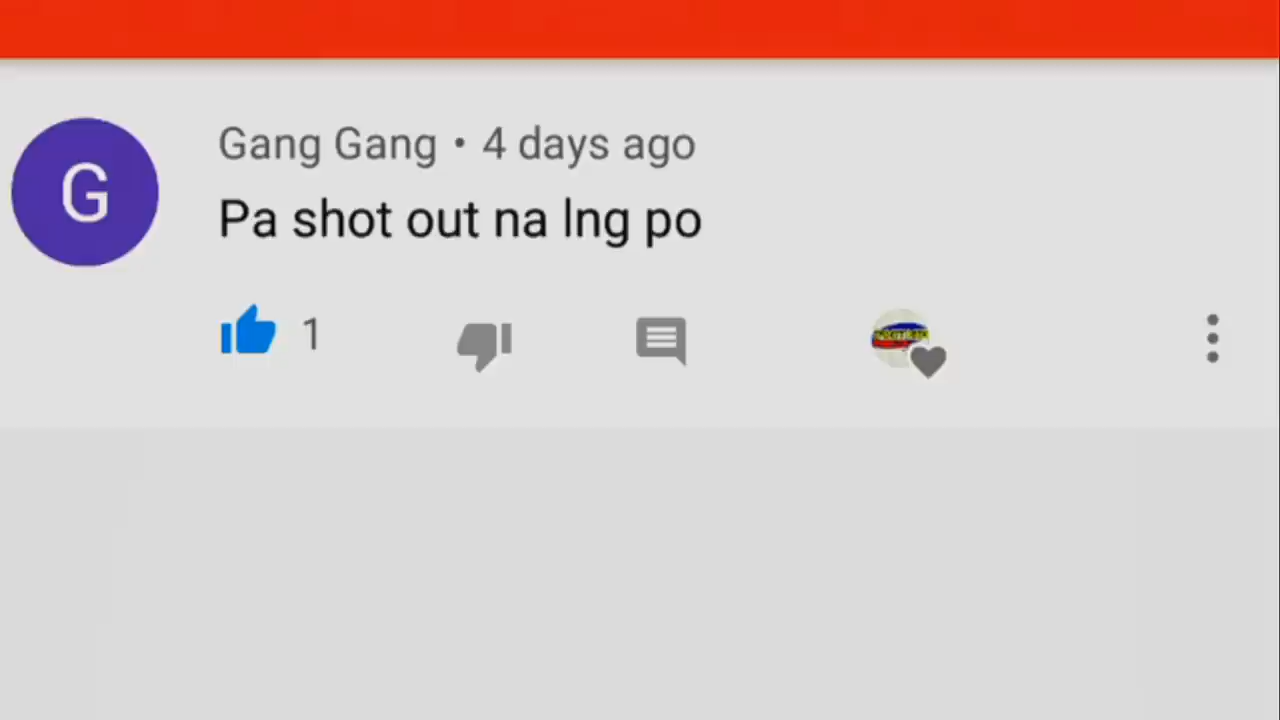 G
Gang Gang • 4 days ago
Pa shot out na lng po
1